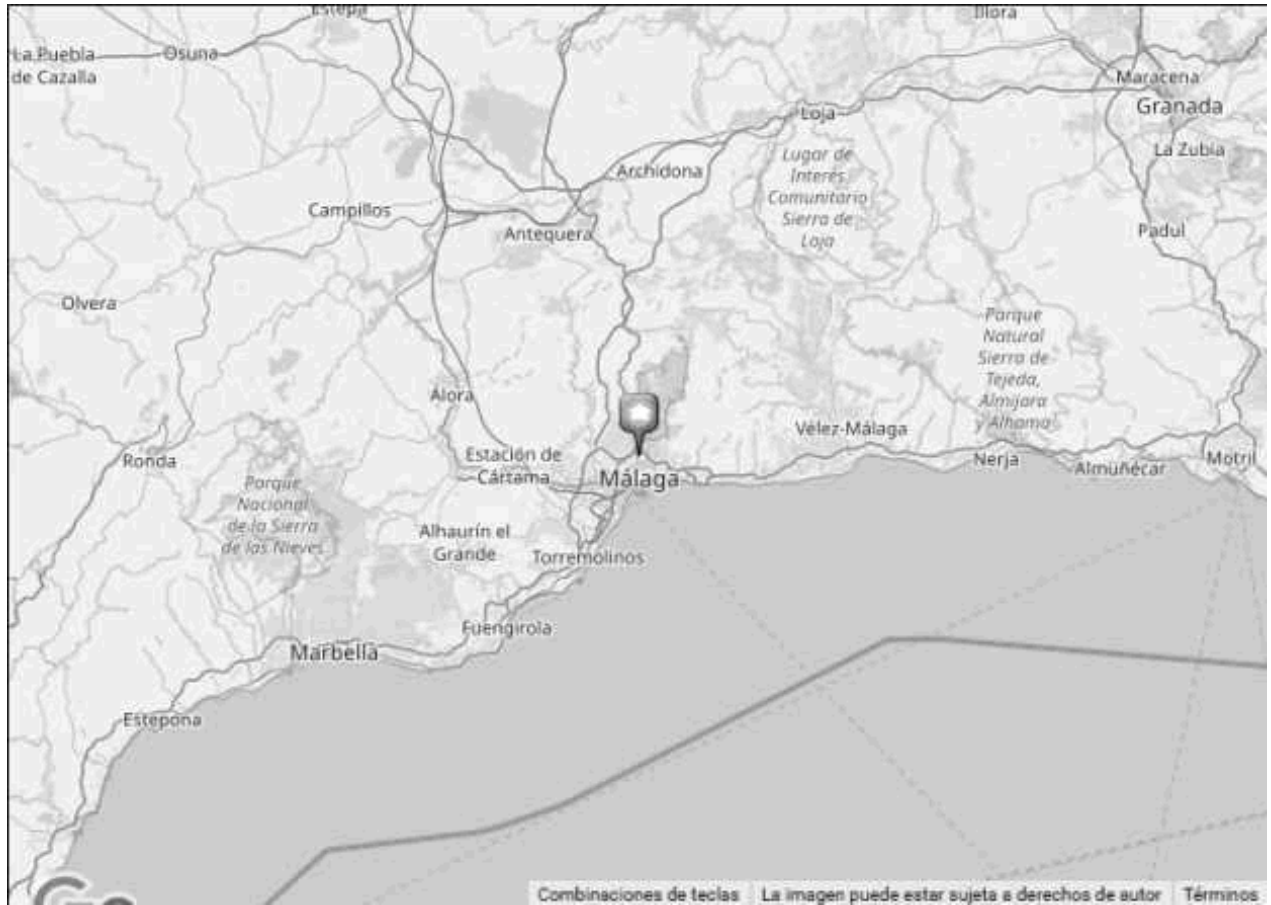 Estepa
Illora
La Puebla
de Cazalla
Osuna
Maracena
Granada
Loja
La Zubia
Lugar de
Interés
Comunitario
Sierra de
Loja
Archidona
Campillos
Antequera
Padul
Olvera
Parque
Natural
Sierra de
Tejeda,
Almijara
y Alhama
Álora
Vélez-Málaga
Ronda
Estación de
Cártama
Málaga
Nerja
Almuñécar
Motril
Parque
Nacional
de la Sierra
de las Nieves
Alhaurín el
Grande
Torremolinos
Fuengirola
Marbella
Estepona
Combinaciones de teclas
La imagen puede estar sujeta a derechos de autor
Términos